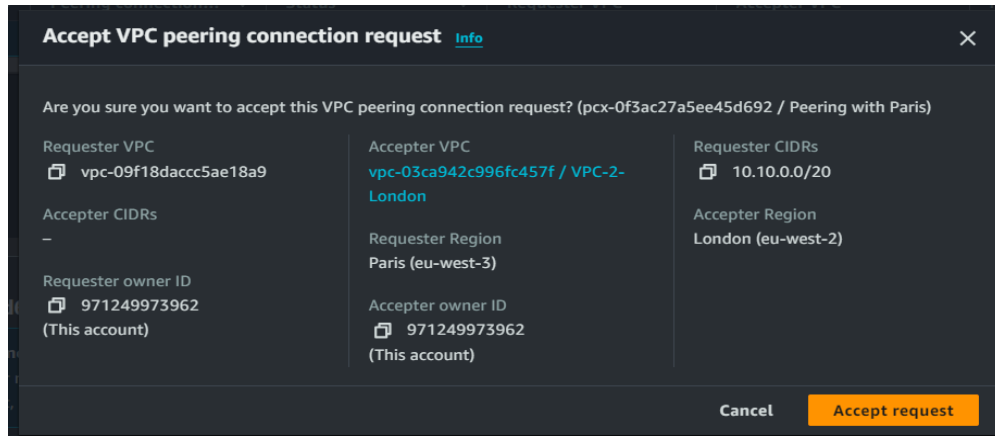 Accept VPC peering connection request Info
Are you sure you want to accept this VPC peering connection request? (pcx-0f3ac27a5ee45d692 / Peering with Paris)
Requester VPC
vpc-09f18daccc5ae18a9
Accepter CIDRs
–
Requester owner ID
971249973962
(This account)
Accepter VPC
vpc-03ca942c996fc457f / VPC-2-
London
Requester Region
Paris (eu-west-3)
Accepter owner ID
971249973962
(This account)
Requester CIDRs
10.10.0.0/20
Accepter Region
London (eu-west-2)
Cancel
Accept request